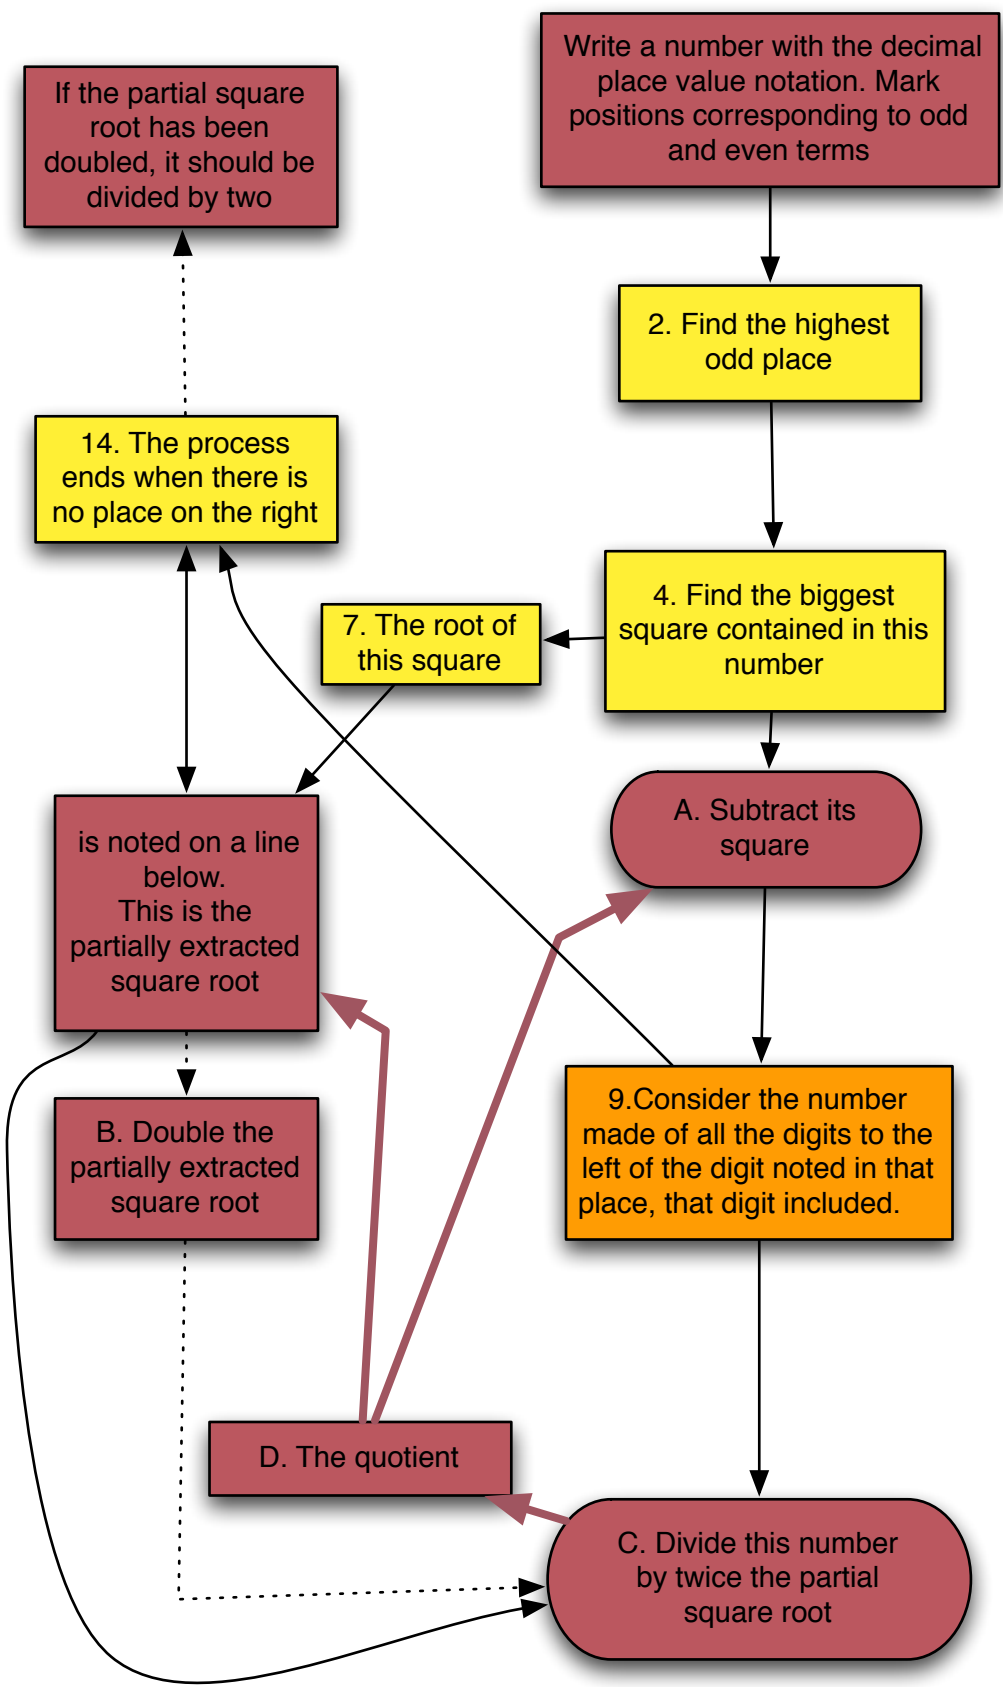 Write a number with the decimal
place value notation. Mark
positions corresponding to odd
and even terms
If the partial square
root has been
doubled, it should be
divided by two
2. Find the highest
odd place
14. The process
ends when there is
no place on the right
4. Find the biggest
square contained in this
number
7. The root of
this square
A. Subtract its
square
is noted on a line
below.
This is the
partially extracted
square root
9.Consider the number
made of all the digits to the
left of the digit noted in that
place, that digit included.
B. Double the
partially extracted
square root
D. The quotient
C. Divide this number
by twice the partial
square root